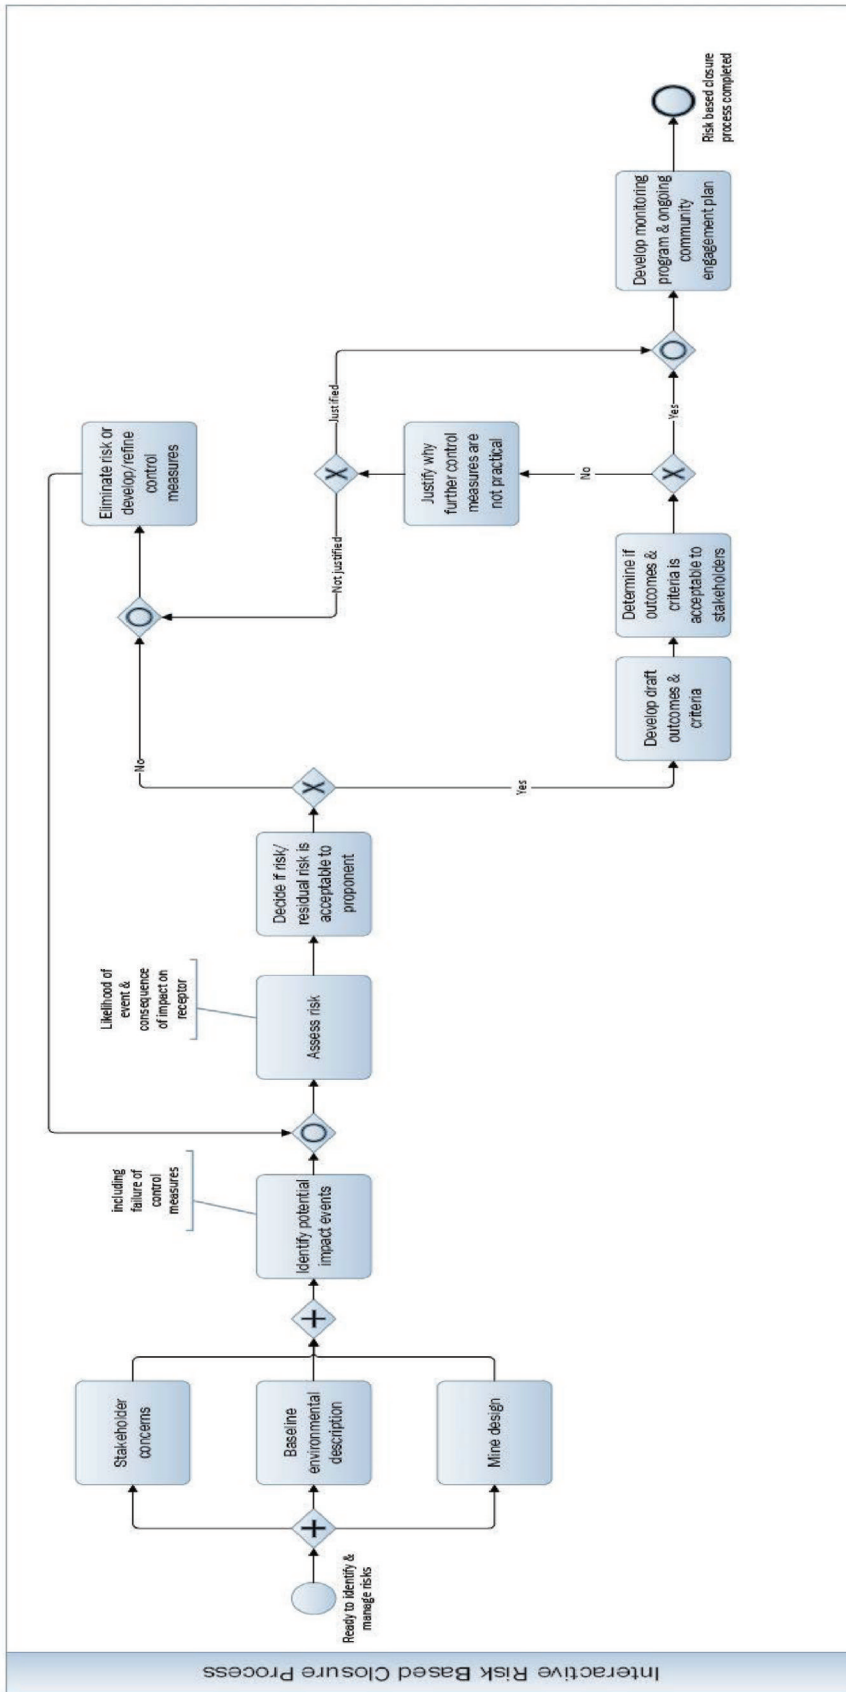 Interactive Risk Based Closure Process
Ready to identify &
manage risks
Stakeholder
concerns
Baseline
environmental
description
Mine design
Identify potential
impact events
including
failure of
control
measures
Assess risk
Likelihood of
event &
consequence
of impact on
receptor
Decide if risk/
residual risk is
acceptable to
proponent
No
Yes
Eliminate risk or
develop/refine
control
measures
Develop draft
outcomes &
criteria
Determine if
outcomes &
criteria is
acceptable to
stakeholders
No
Yes
Justify why
further control
measures are
not practical
Not justified
Justified
Develop monitoring
program & ongoing
community
engagement plan
Risk based closure
process completed